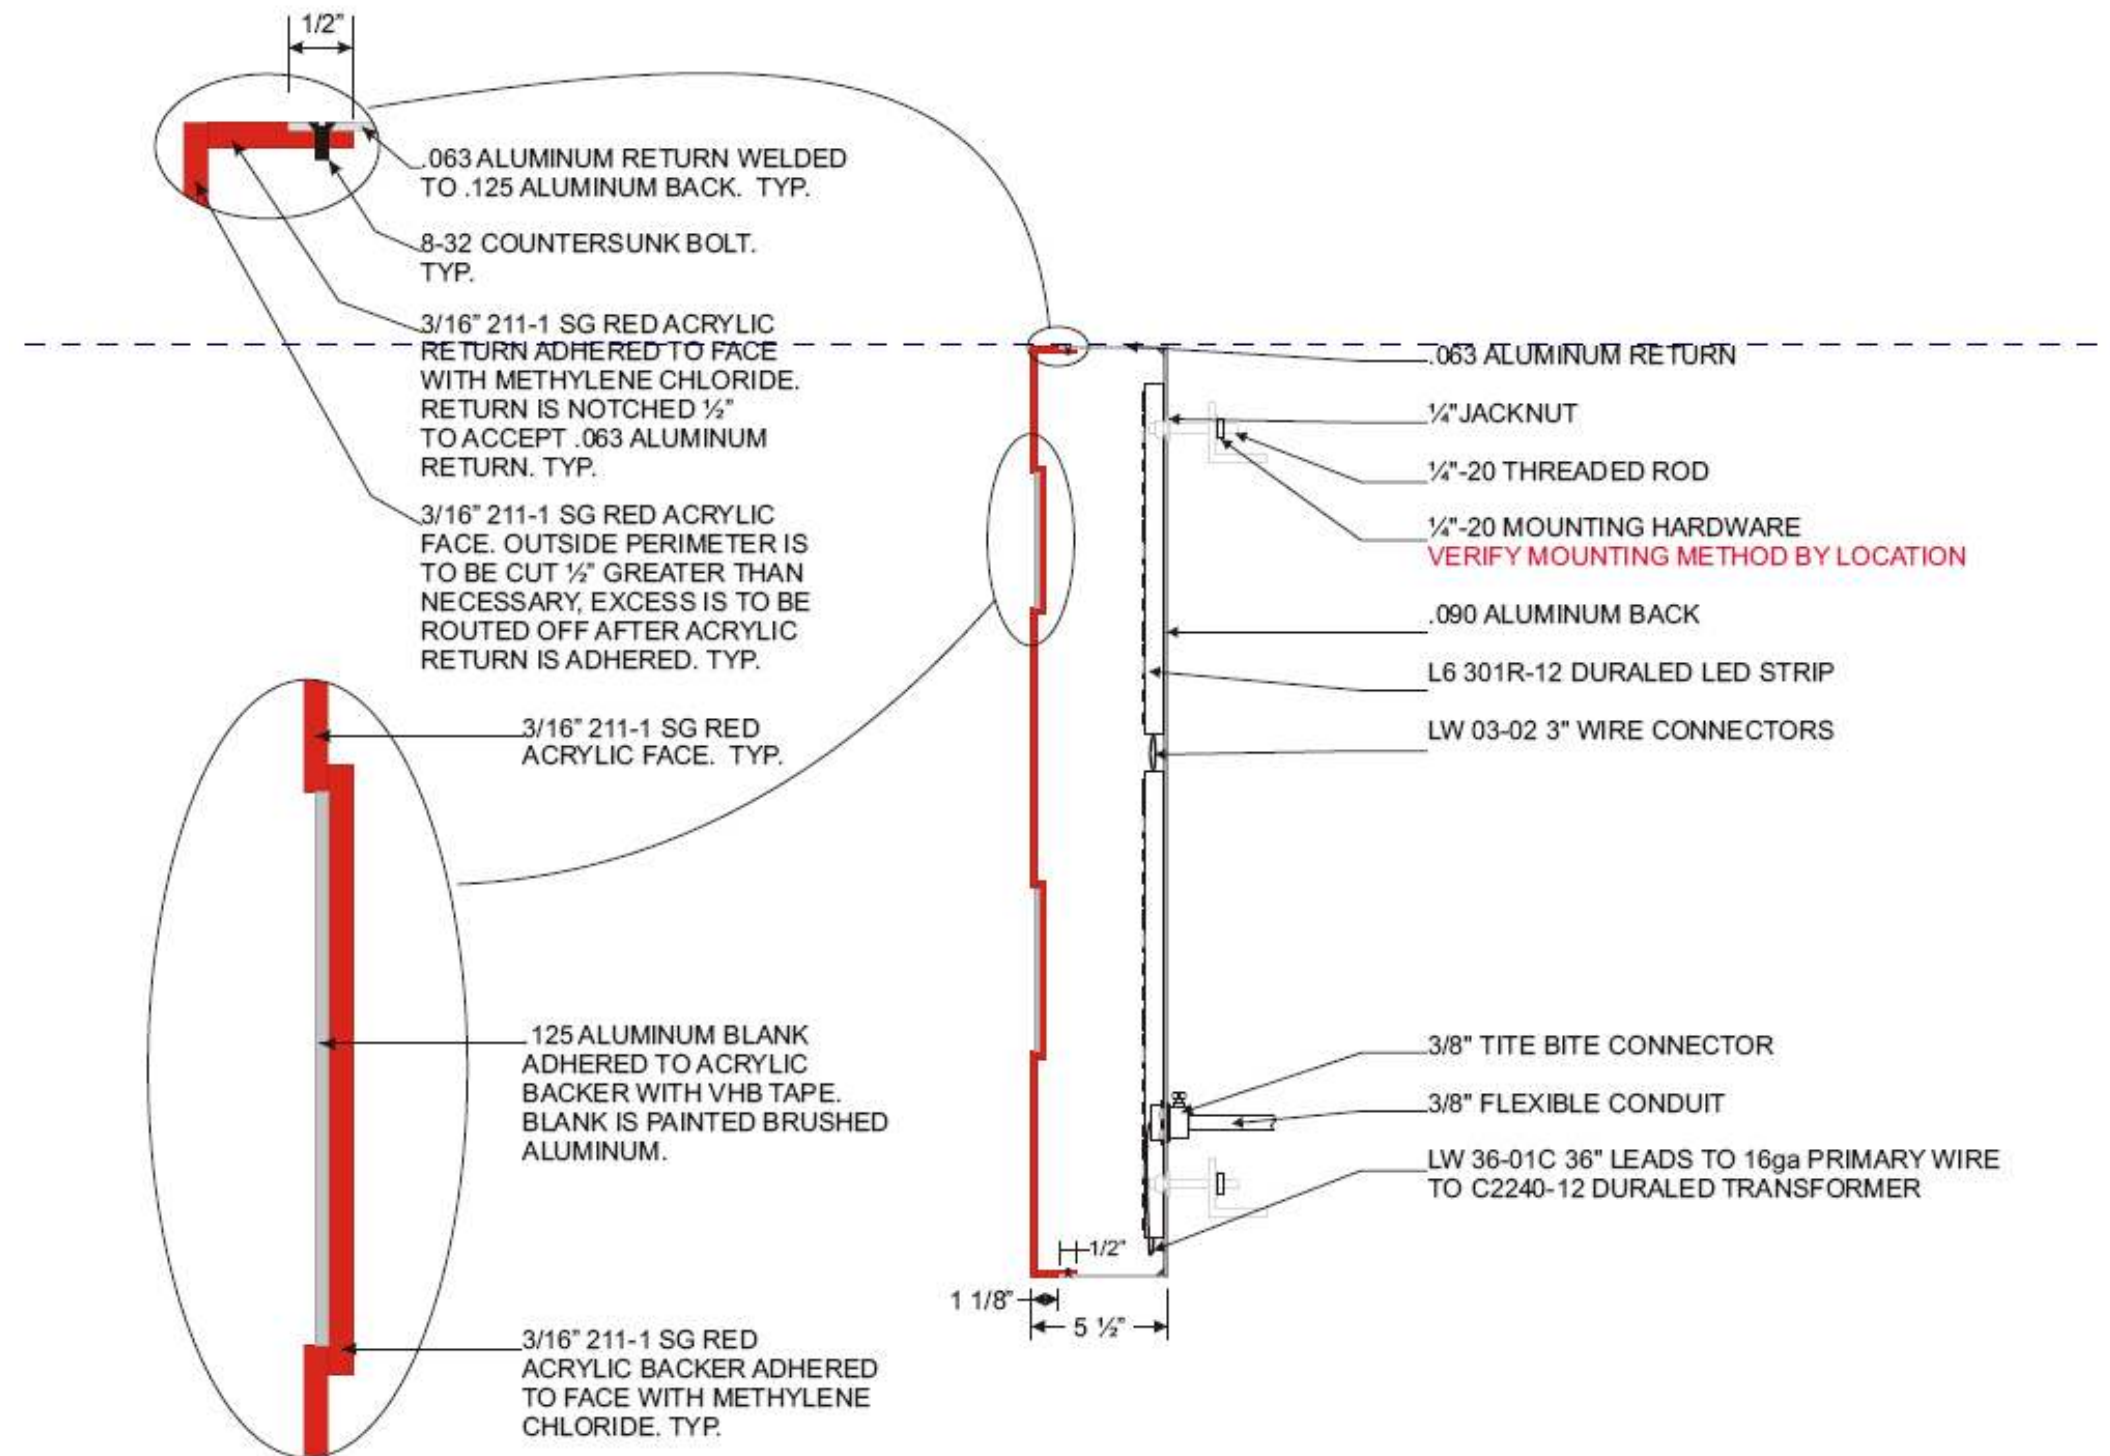 1/2"
.063 ALUMINUM RETURN WELDED
TO .125 ALUMINUM BACK. TYP.
8-32 COUNTERSUNK BOLT.
TYP.
3/16" 211-1 SG RED ACRYLIC
RETURN ADHERED TO FACE
WITH METHYLENE CHLORIDE.
RETURN IS NOTCHED ½"
TO ACCEPT .063 ALUMINUM
RETURN. TYP.
3/16" 211-1 SG RED ACRYLIC
FACE. OUTSIDE PERIMETER IS
TO BE CUT ½" GREATER THAN
NECESSARY, EXCESS IS TO BE
ROUTED OFF AFTER ACRYLIC
RETURN IS ADHERED. TYP.
3/16" 211-1 SG RED
ACRYLIC FACE. TYP.
.125 ALUMINUM BLANK
ADHERED TO ACRYLIC
BACKER WITH VHB TAPE.
BLANK IS PAINTED BRUSHED
ALUMINUM.
3/16" 211-1 SG RED
ACRYLIC BACKER ADHERED
TO FACE WITH METHYLENE
CHLORIDE. TYP.
.063 ALUMINUM RETURN
¼"JACKNUT
¼"-20 THREADED ROD
¼"-20 MOUNTING HARDWARE
VERIFY MOUNTING METHOD BY LOCATION
.090 ALUMINUM BACK
L6 301R-12 DURALED LED STRIP
LW 03-02 3" WIRE CONNECTORS
3/8" TITE BITE CONNECTOR
3/8" FLEXIBLE CONDUIT
LW 36-01C 36" LEADS TO 16ga PRIMARY WIRE
TO C2240-12 DURALED TRANSFORMER
1/2"
1 1/8"
5 ½"